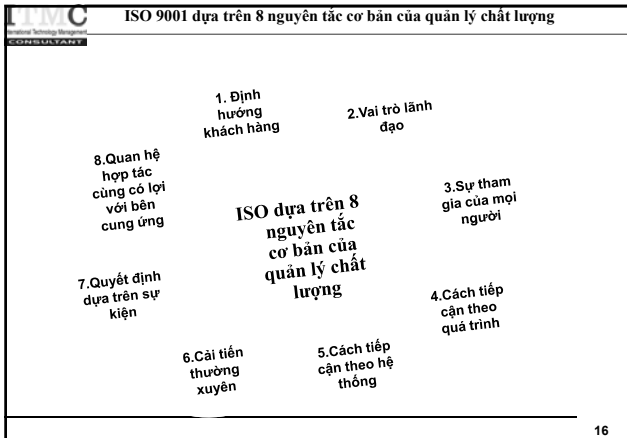 ITMC
International Technology Management
CONSULTANT
ISO 9001 dựa trên 8 nguyên tắc cơ bản của quản lý chất lượng
1. Định
hướng
khách hàng
2.Vai trò lãnh
đạo
3.Sự tham
gia của mọi
người
4.Cách tiếp
cận theo
quá trình
5.Cách tiếp
cận theo hệ
thống
6.Cải tiến
thường
xuyên
7.Quyết định
dựa trên sự
kiện
8.Quan hệ
hợp tác
cùng có lợi
với bên
cung ứng
ISO dựa trên 8
nguyên tắc
cơ bản của
quản lý chất
lượng
16